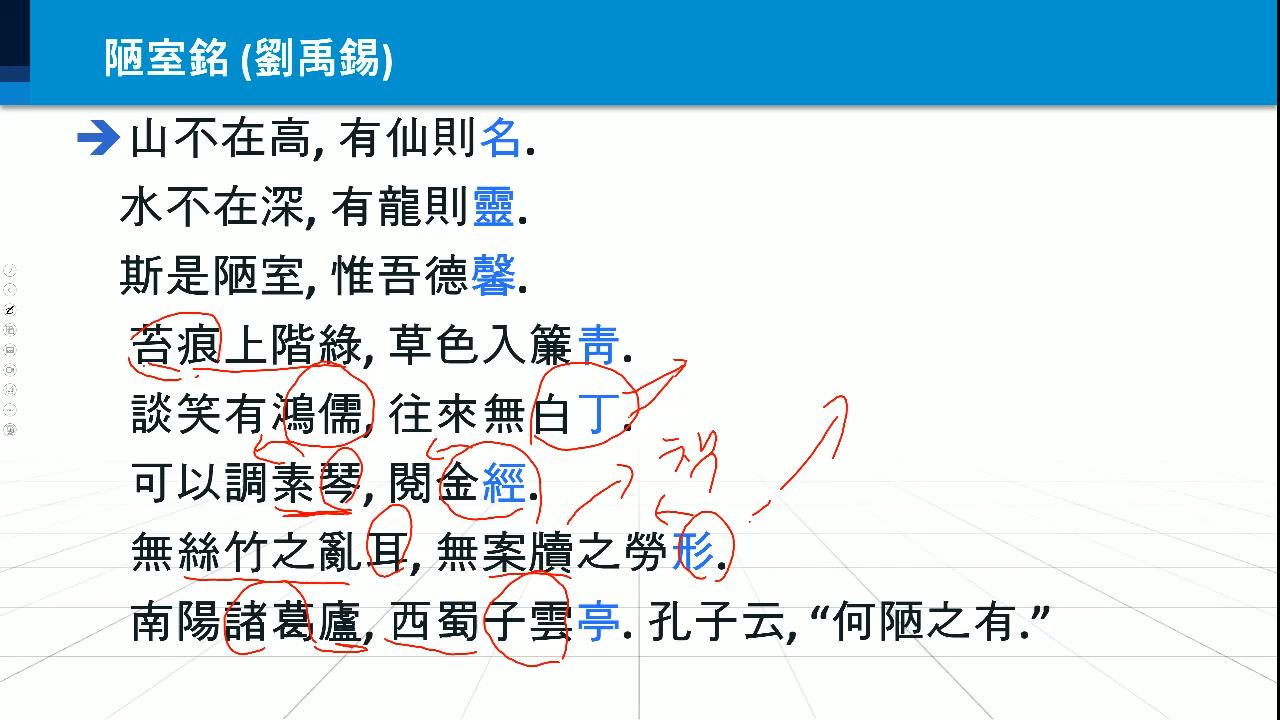 陋室銘 (劉禹錫)
山不在高, 有仙則名.
水不在深, 有龍則靈.
斯是陋室, 惟吾德馨.
苔痕上階綠, 草色入簾靑.
談笑有鴻儒, 往來無白丁.
可以調素琴, 閱金經.
책
無絲竹之亂耳, 無案牘之勞形.
南陽諸葛廬, 西蜀子雲亭. 孔子云, “何陋之有.”